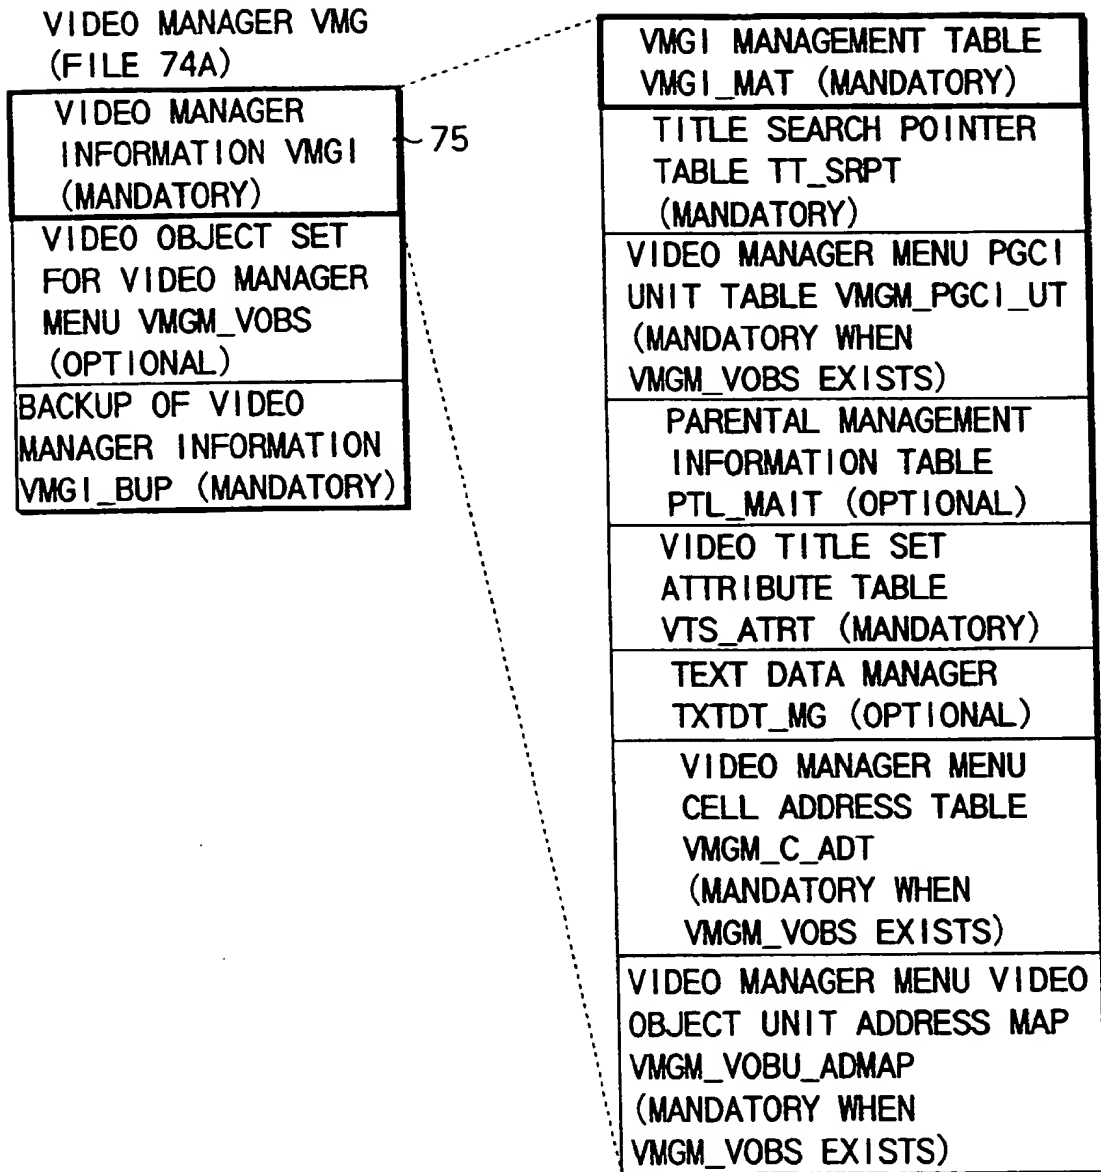 VIDEO MANAGER VMG
(FILE 74A)
VIDEO MANAGER
INFORMATION VMGI
(MANDATORY)
75
VIDEO OBJECT SET
FOR VIDEO MANAGER
MENU VMGM_VOBS
(OPTIONAL)
BACKUP OF VIDEO
MANAGER INFORMATION
VMGI_BUP (MANDATORY)
VMGI MANAGEMENT TABLE
VMGI_MAT (MANDATORY)
TITLE SEARCH POINTER
TABLE TT_SRPT
(MANDATORY)
VIDEO MANAGER MENU PGCI
UNIT TABLE VMGM_PGCI_UT
(MANDATORY WHEN
VMGM_VOBS EXISTS)
PARENTAL MANAGEMENT
INFORMATION TABLE
PTL_MAIT (OPTIONAL)
VIDEO TITLE SET
ATTRIBUTE TABLE
VTS_ATRT (MANDATORY)
TEXT DATA MANAGER
TXTDT_MG (OPTIONAL)
VIDEO MANAGER MENU
CELL ADDRESS TABLE
VMGM_C_ADT
(MANDATORY WHEN
VMGM_VOBS EXISTS)
VIDEO MANAGER MENU VIDEO
OBJECT UNIT ADDRESS MAP
VMGM_VOBU_ADMAP
(MANDATORY WHEN
VMGM_VOBS EXISTS)